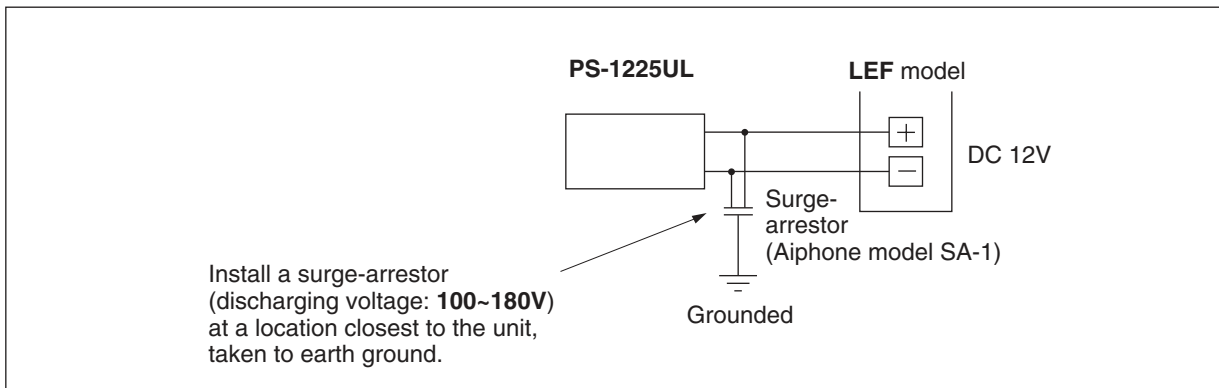 PS-1225UL
LEF model
+
−
DC 12V
Surge-
arrestor
(Aiphone model SA-1)
Grounded
Install a surge-arrestor
(discharging voltage: 100~180V)
at a location closest to the unit,
taken to earth ground.